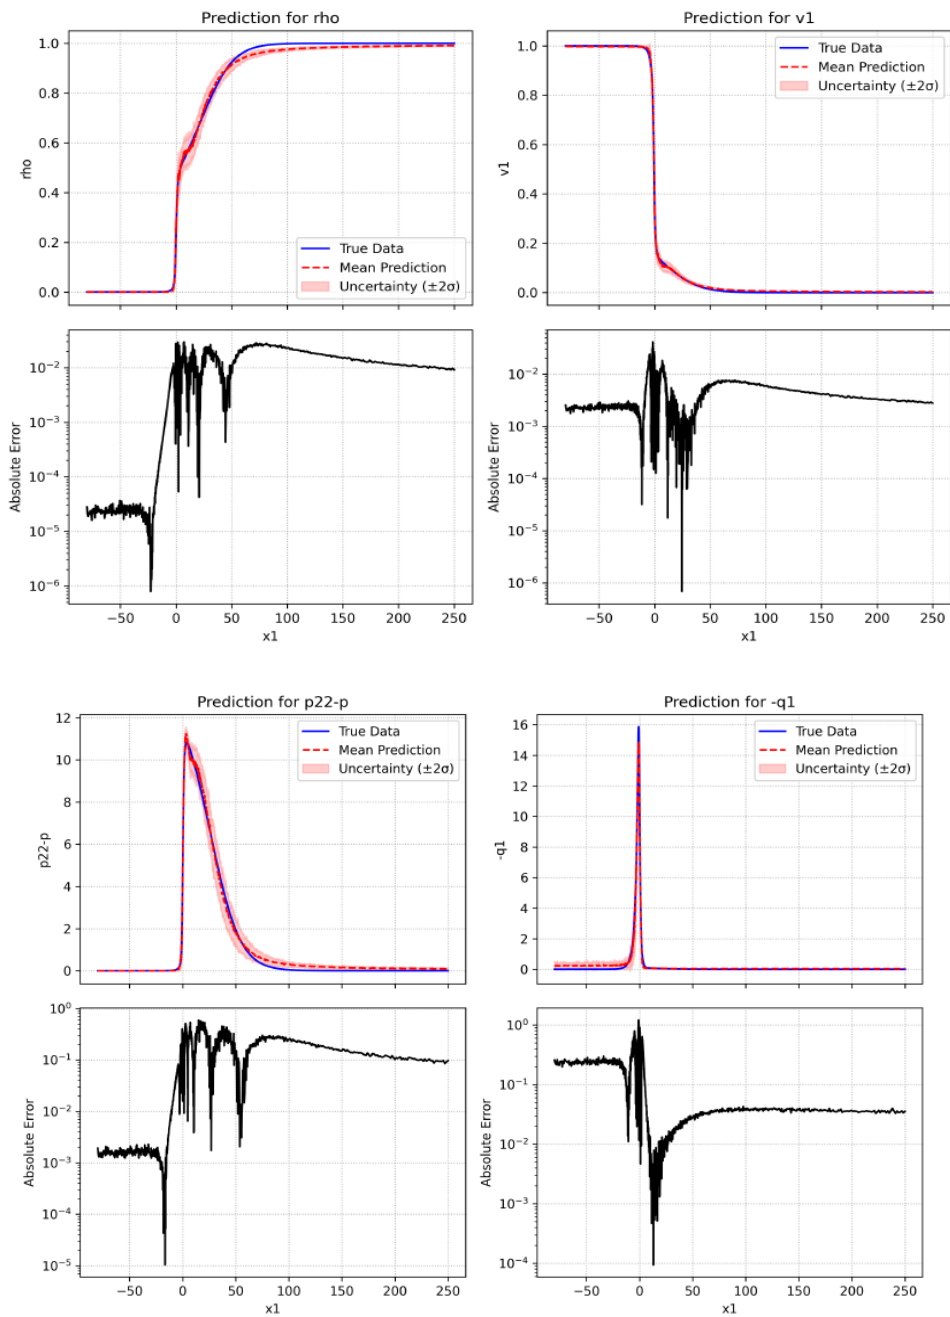 Prediction for rho
1.0
0.8
0.6
0.4
0.2
0.0
rho
True Data
Mean Prediction
Uncertainty (±2σ)
Prediction for v1
1.0
0.8
0.6
0.4
0.2
0.0
v1
True Data
Mean Prediction
Uncertainty (±2σ)
10⁻²
10⁻³
10⁻⁴
10⁻⁵
10⁻⁶
Absolute Error
−50 0 50 100 150 200 250
x1
10⁻²
10⁻³
10⁻⁴
10⁻⁵
10⁻⁶
Absolute Error
−50 0 50 100 150 200 250
x1
Prediction for p22-p
12
10
8
6
4
2
0
p22-p
True Data
Mean Prediction
Uncertainty (±2σ)
Prediction for -q1
16
14
12
10
8
6
4
2
0
-q1
True Data
Mean Prediction
Uncertainty (±2σ)
10⁰
10⁻¹
10⁻²
10⁻³
10⁻⁴
10⁻⁵
Absolute Error
−50 0 50 100 150 200 250
x1
10⁰
10⁻¹
10⁻²
10⁻³
10⁻⁴
Absolute Error
−50 0 50 100 150 200 250
x1